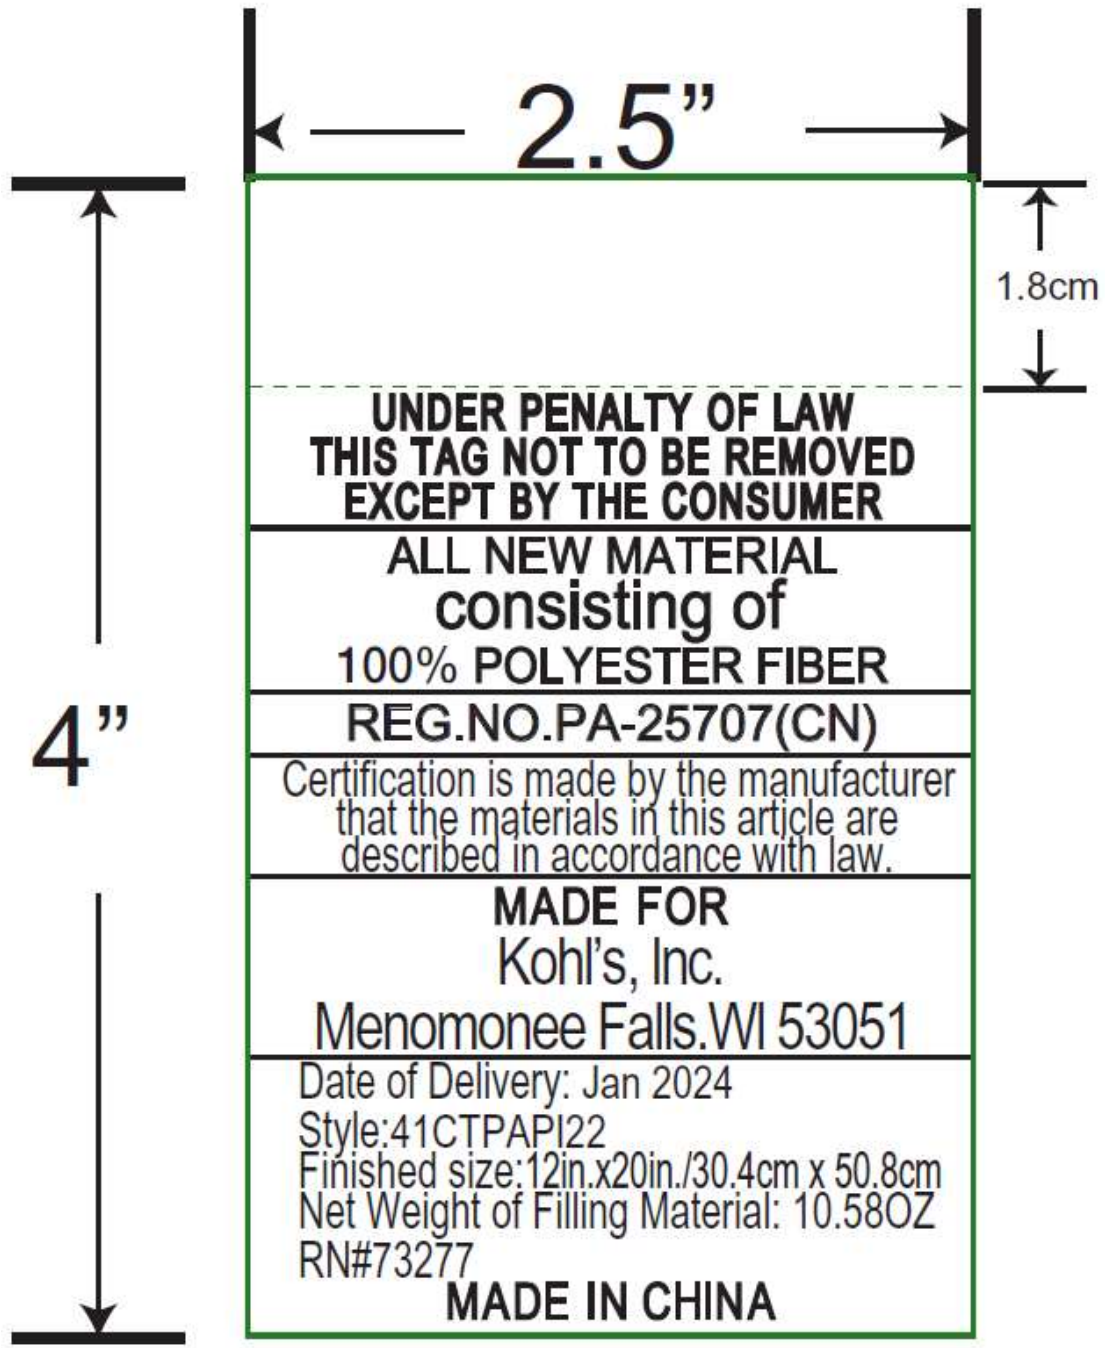 2.5”
1.8cm
4”
UNDER PENALTY OF LAW
THIS TAG NOT TO BE REMOVED
EXCEPT BY THE CONSUMER
ALL NEW MATERIAL
consisting of
100% POLYESTER FIBER
REG.NO.PA-25707(CN)
Certification is made by the manufacturer
that the materials in this article are
described in accordance with law.
MADE FOR
Kohl's, Inc.
Menomonee Falls.WI 53051
Date of Delivery: Jan 2024
Style:41CTPAPI22
Finished size:12in.x20in./30.4cm x 50.8cm
Net Weight of Filling Material: 10.58OZ
RN#73277
MADE IN CHINA